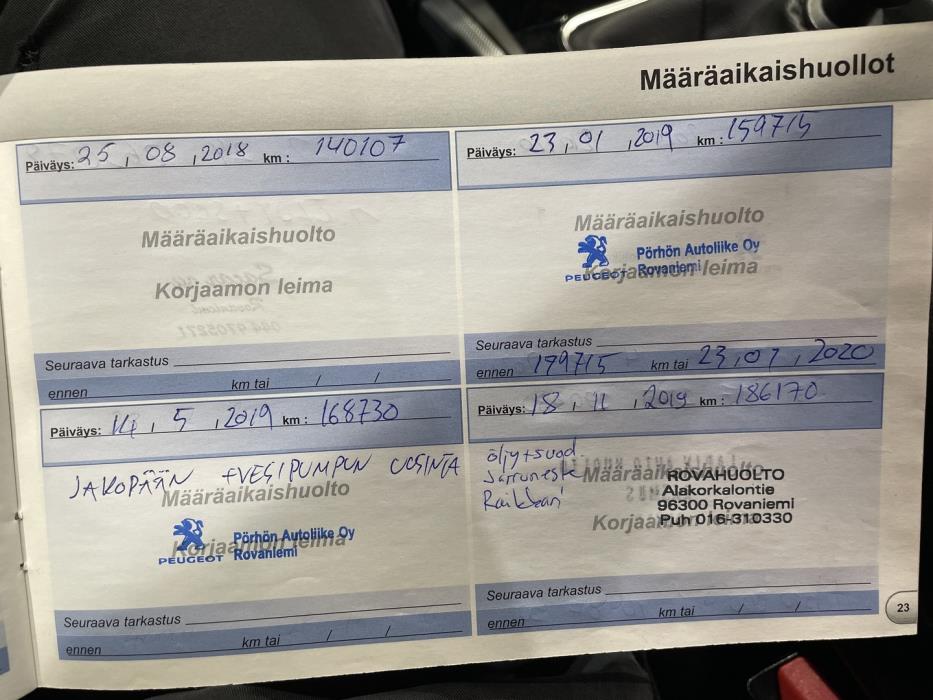 Määräaikaishuollot
Päiväys: 25, 08, 2018 km: 140107
Määräaikaishuolto
Korjaamon leima
Seuraava tarkastus
ennen km tai / /
Päiväys: 23, 01, 2019 km: 159715
Määräaikaishuolto
Pörhön Autoliike Oy
PEUGEOT Rovaniemi
Korjaamon leima
Seuraava tarkastus
ennen 179715 km tai 23, 01, 2020
Päiväys: 14, 5, 2019 km: 168730
JAKOPÄÄN +VESIPUMPUN UUSINTA
Määräaikaishuolto
Pörhön Autoliike Oy
PEUGEOT Rovaniemi
Korjaamon leima
Seuraava tarkastus
ennen km tai / /
Päiväys: 18, 11, 2019 km: 186170
öljy+suod.
Jarruneste
Raikkari
Määräaikaishuolto
ROVAHUOLTO
Alakorkalontie
96300 Rovaniemi
Korjaamon leima
Puh 016-310330
Seuraava tarkastus
ennen km tai / /
23